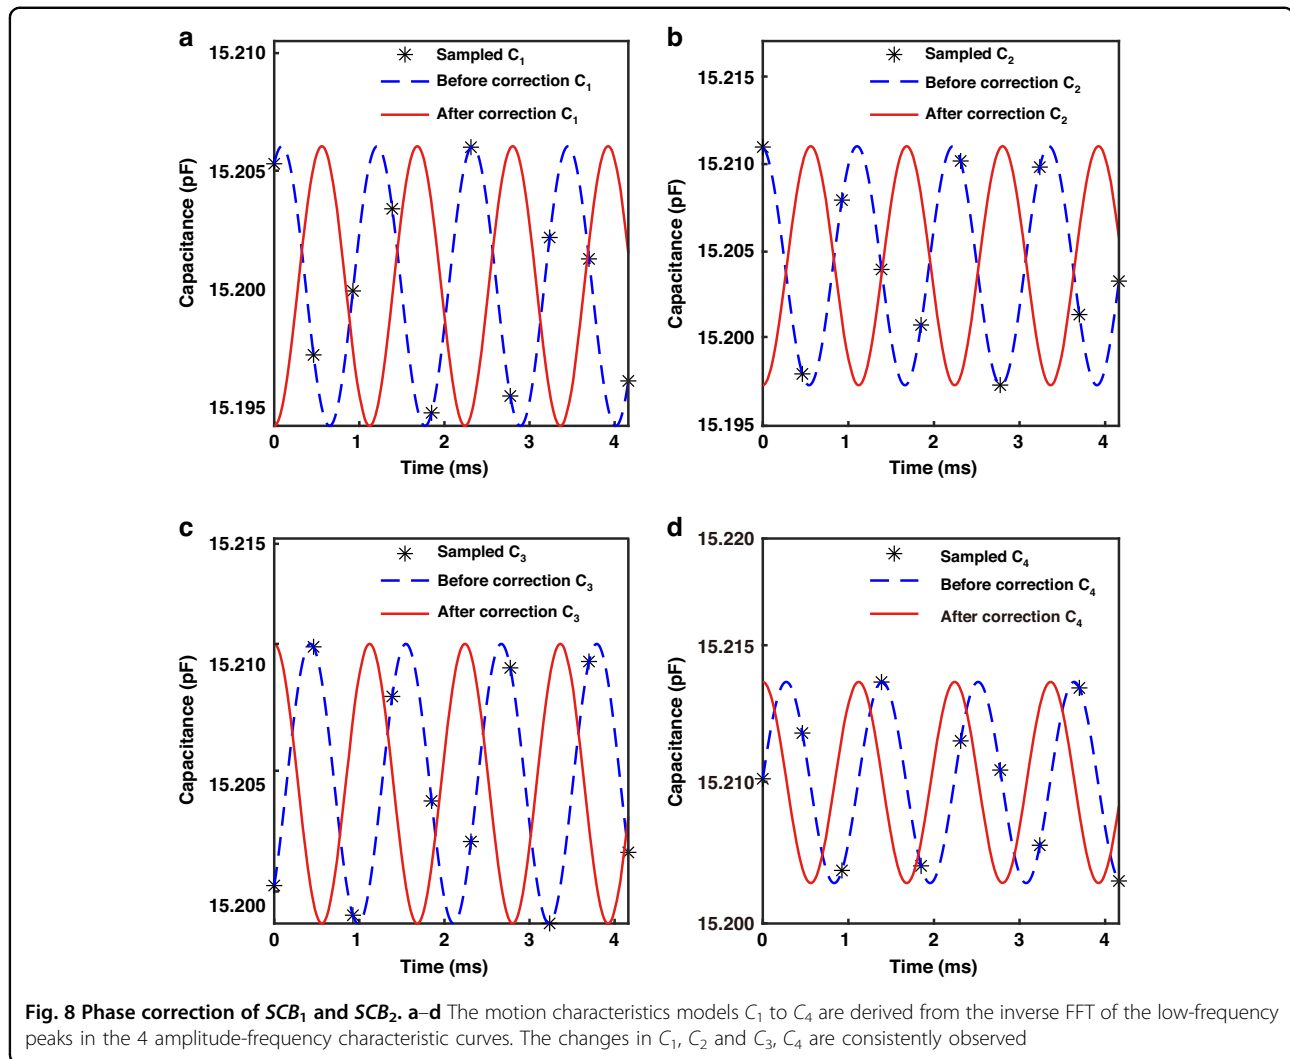 a
15.210
15.205
15.200
15.195
Capacitance (pF)
Sampled C1
Before correction C1
After correction C1
0 1 2 3 4
Time (ms)
b
15.215
15.210
15.205
15.200
15.195
Capacitance (pF)
Sampled C2
Before correction C2
After correction C2
0 1 2 3 4
Time (ms)
c
15.215
15.210
15.205
15.200
Capacitance (pF)
Sampled C3
Before correction C3
After correction C3
0 1 2 3 4
Time (ms)
d
15.220
15.215
15.210
15.200
Capacitance (pF)
Sampled C4
Before correction C4
After correction C4
0 1 2 3 4
Time (ms)
Fig. 8 Phase correction of SCB1 and SCB2. a–d The motion characteristics models C1 to C4 are derived from the inverse FFT of the low-frequency
peaks in the 4 amplitude-frequency characteristic curves. The changes in C1, C2 and C3, C4 are consistently observed